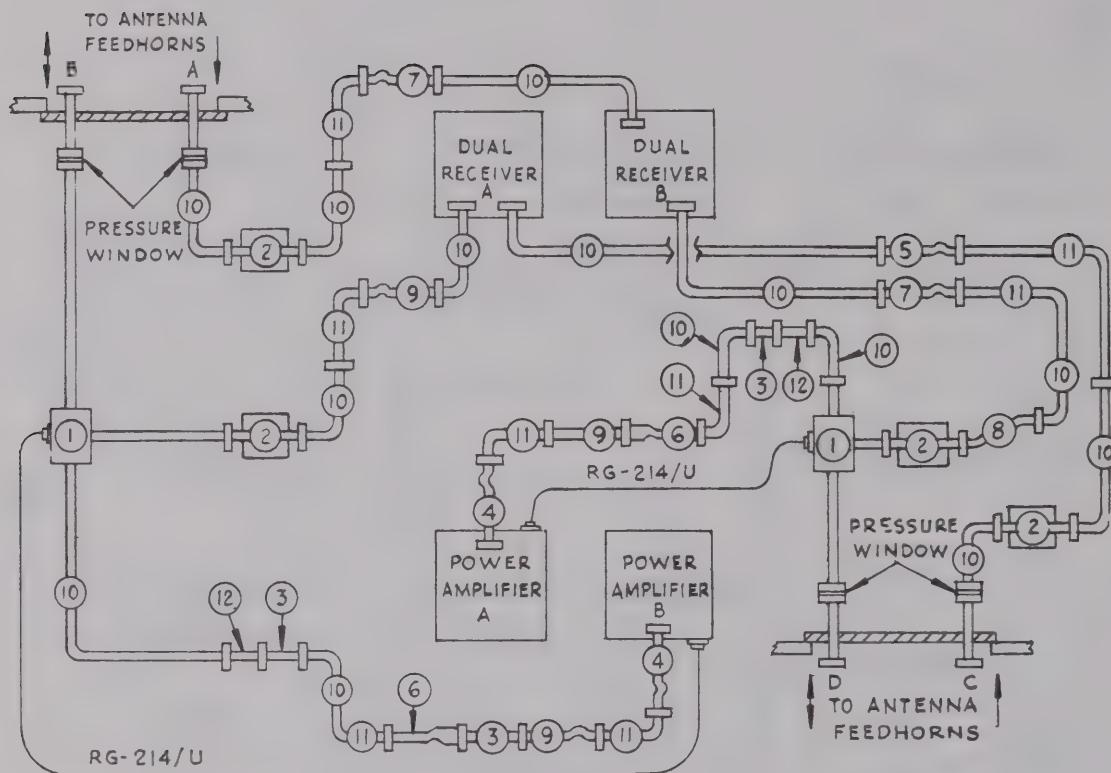 TO ANTENNA
FEEDHORNS
B A
7 10
11
DUAL
RECEIVER
A
DUAL
RECEIVER
B
10 10
PRESSURE
WINDOW
2
10
10
5 11
9
10 7 11
11
10
10
10
3 12
11
10
1 2
11 9 6
1 2 8
RG-214/U
10
4
PRESSURE
WINDOW
2
10
POWER
AMPLIFIER
A
POWER
AMPLIFIER
B
10
12 3
4
10
6
D C
TO ANTENNA
FEEDHORNS
11 3 9 11
RG-214/U